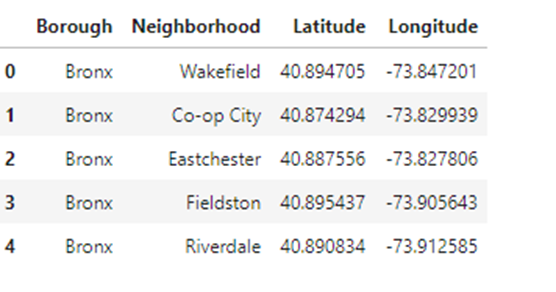 Borough Neighborhood Latitude Longitude
0 Bronx Wakefield 40.894705 -73.847201
1 Bronx Co-op City 40.874294 -73.829939
2 Bronx Eastchester 40.887556 -73.827806
3 Bronx Fieldston 40.895437 -73.905643
4 Bronx Riverdale 40.890834 -73.912585